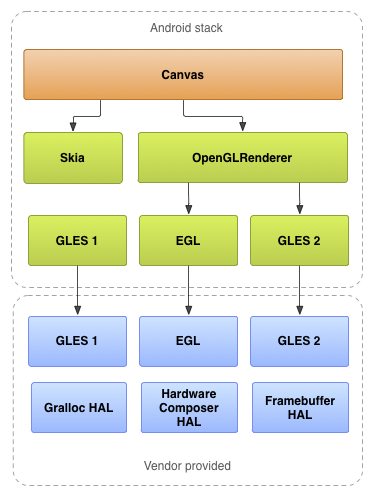 Android stack
Canvas
Skia
OpenGLRenderer
GLES 1
EGL
GLES 2
GLES 1
EGL
GLES 2
Gralloc HAL
Hardware
Composer
HAL
Framebuffer
HAL
Vendor provided